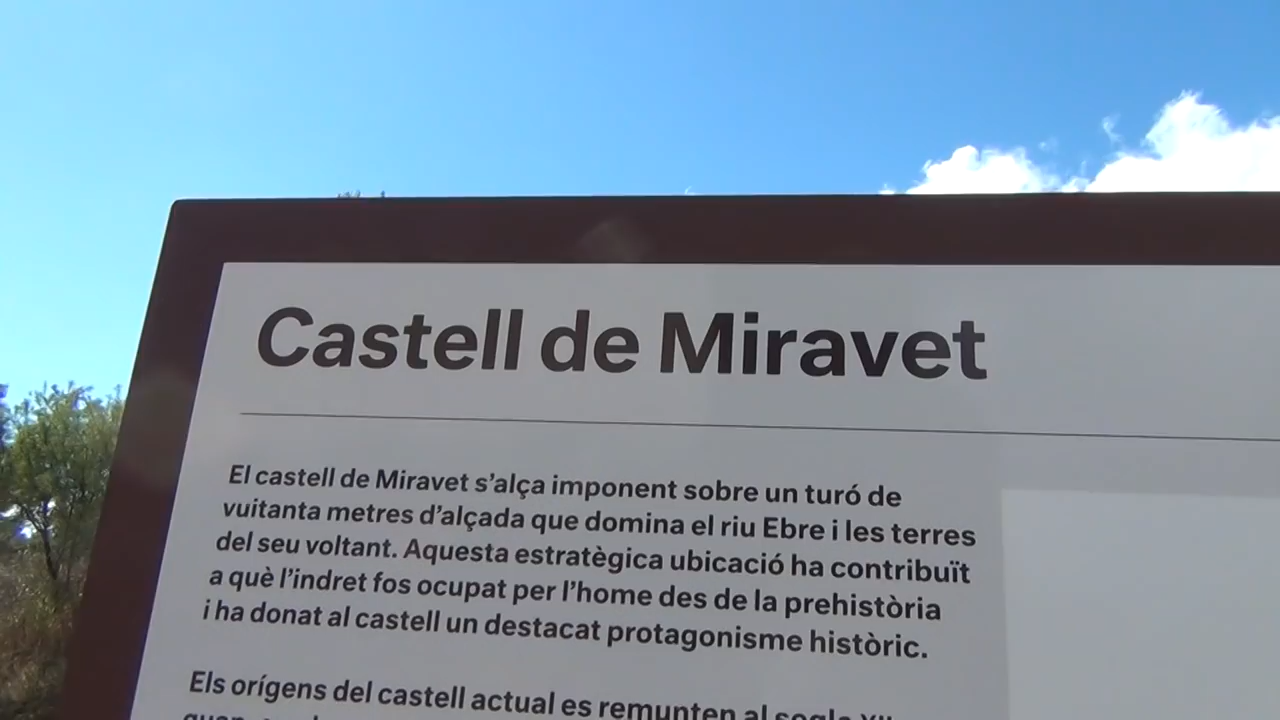 Castell de Miravet
El castell de Miravet s’alça imponent sobre un turó de
vuitanta metres d’alçada que domina el riu Ebre i les terres
del seu voltant. Aquesta estratègica ubicació ha contribuït
a què l’indret fos ocupat per l’home des de la prehistòria
i ha donat al castell un destacat protagonisme històric.
Els orígens del castell actual es remunten al segle